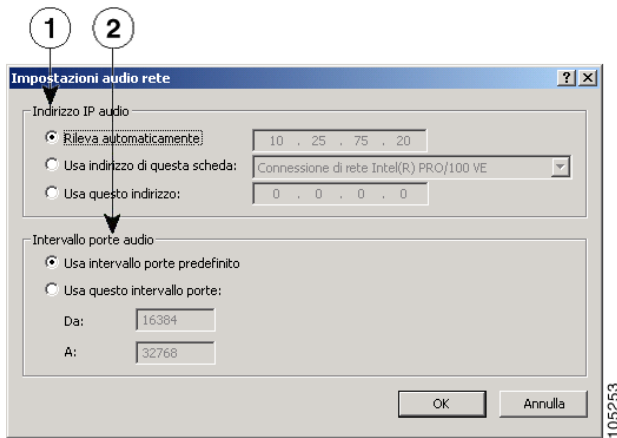 1 2
Impostazioni audio rete
Indirizzo IP audio
Rileva automaticamente 10 . 25 . 75 . 20
Usa indirizzo di questa scheda: Connessione di rete Intel(R) PRO/100 VE
Usa questo indirizzo: 0 . 0 . 0 . 0
Intervallo porte audio
Usa intervallo porte predefinito
Usa questo intervallo porte:
Da: 16384
A: 32768
OK Annulla
105253